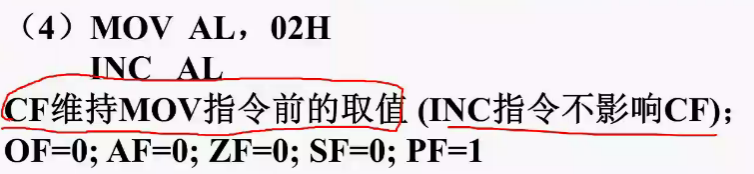 （4）MOV AL，02H
INC AL
CF维持MOV指令前的取值 (INC指令不影响CF)；
OF=0; AF=0; ZF=0; SF=0; PF=1